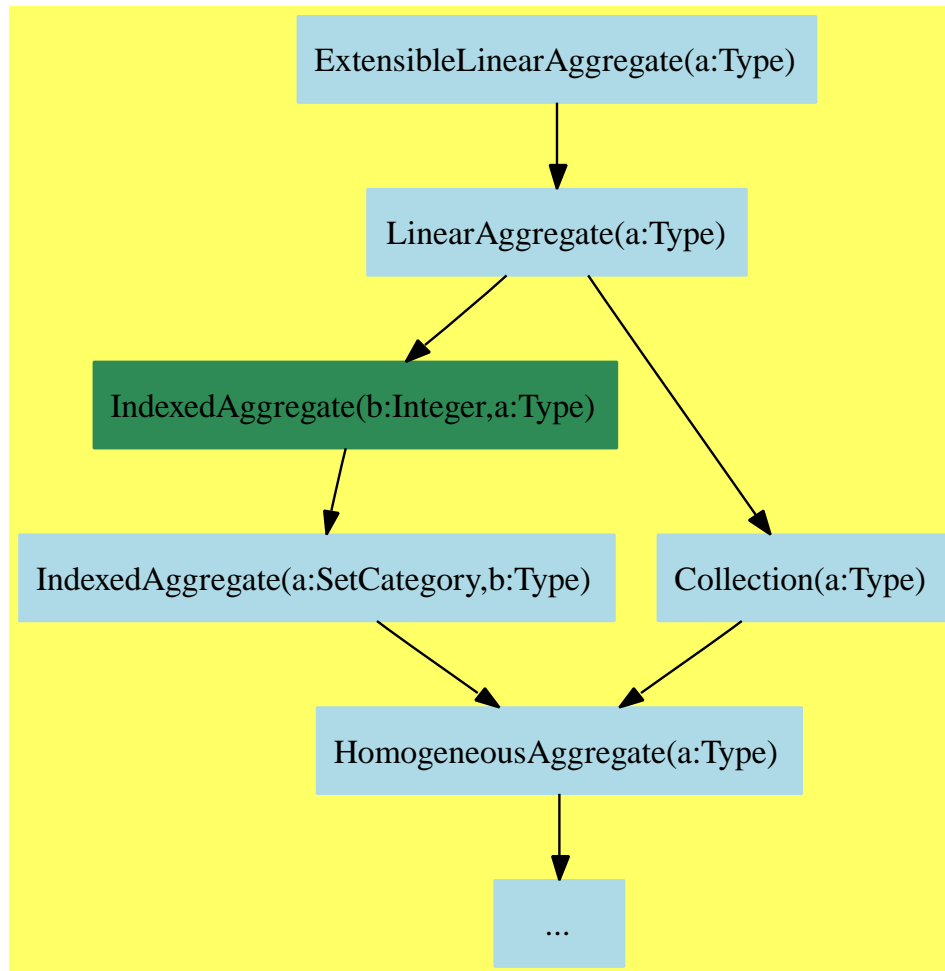 ExtensibleLinearAggregate(a:Type)
LinearAggregate(a:Type)
IndexedAggregate(b:Integer,a:Type)
IndexedAggregate(a:SetCategory,b:Type)
Collection(a:Type)
HomogeneousAggregate(a:Type)
...